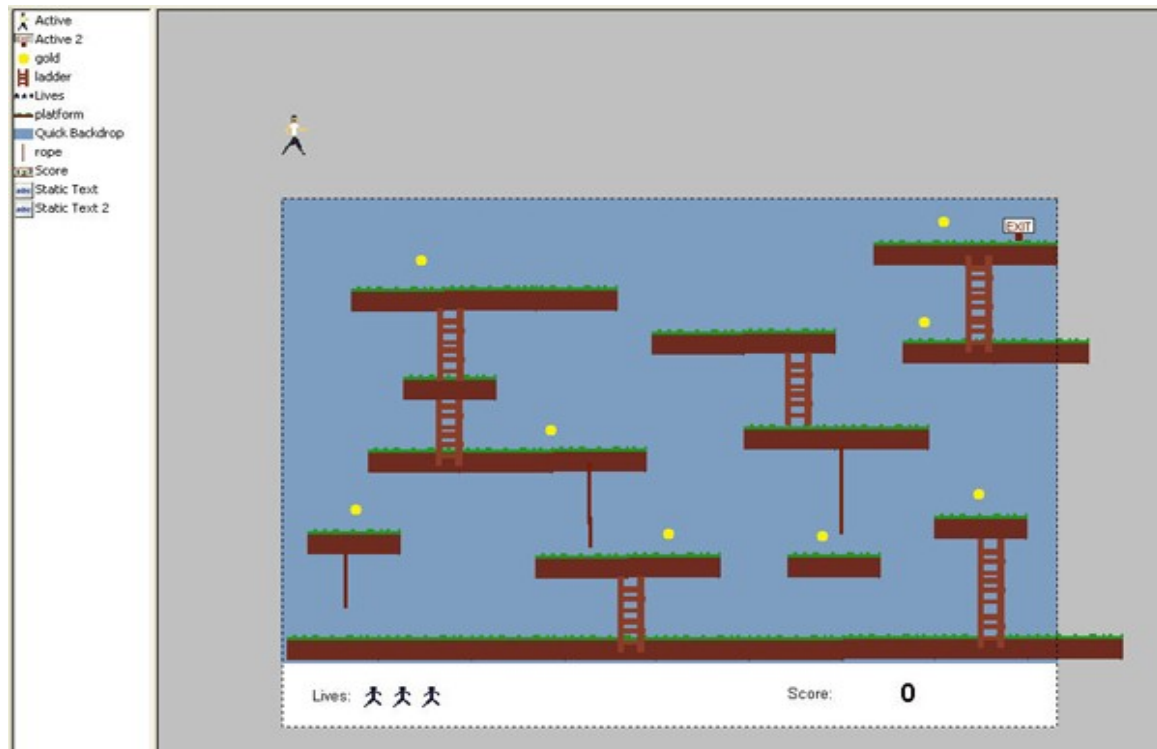 Active
Active 2
gold
ladder
Lives
platform
Quick Backdrop
rope
Score
Static Text
Static Text 2
EXIT
Lives: Score: 0